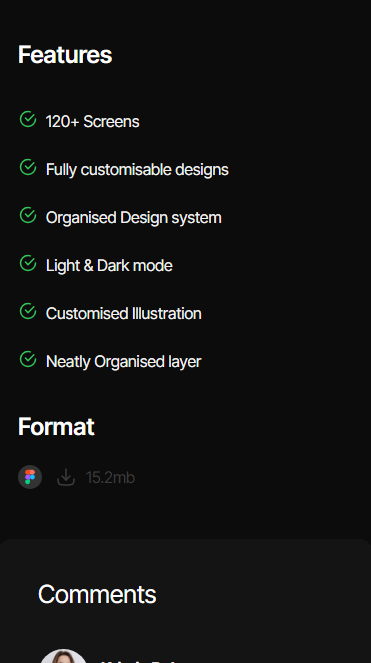 Features
120+ Screens
Fully customisable designs
Organised Design system
Light & Dark mode
Customised Illustration
Neatly Organised layer
Format
15.2mb
Comments